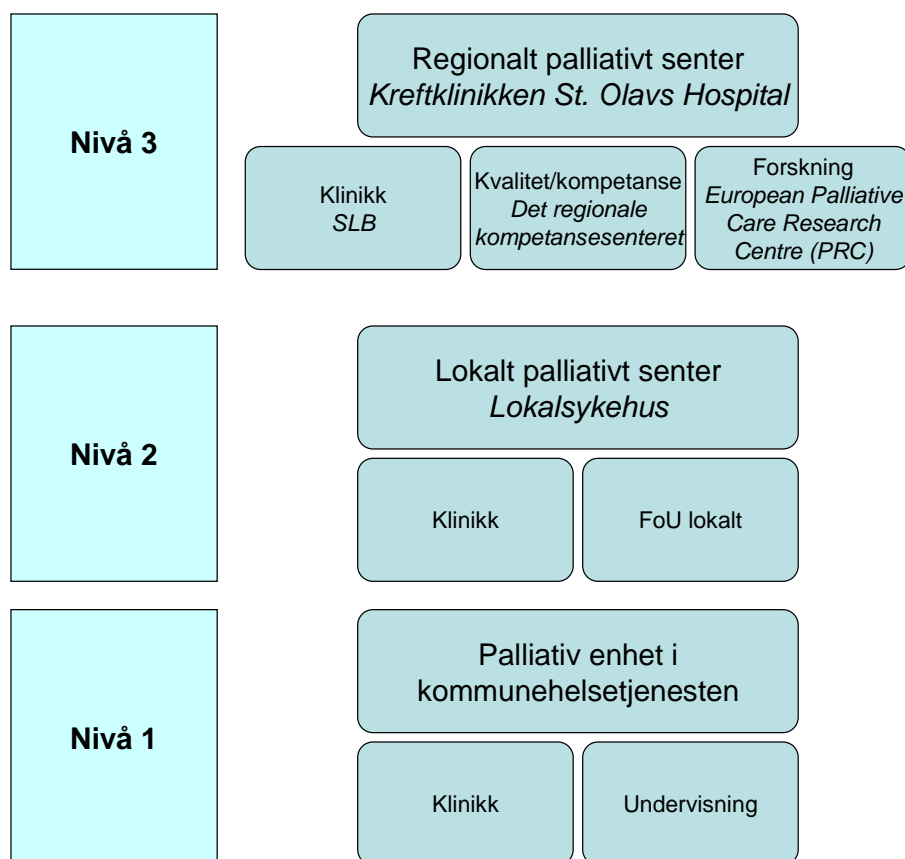 Nivå 3
Regionalt palliativt senter
Kreftklinikken St. Olavs Hospital
Klinikk
SLB
Kvalitet/kompetanse
Det regionale
kompetansesenteret
Forskning
European Palliative
Care Research
Centre (PRC)
Nivå 2
Lokalt palliativt senter
Lokalsykehus
Klinikk
FoU lokalt
Nivå 1
Palliativ enhet i
kommunehelsetjenesten
Klinikk
Undervisning